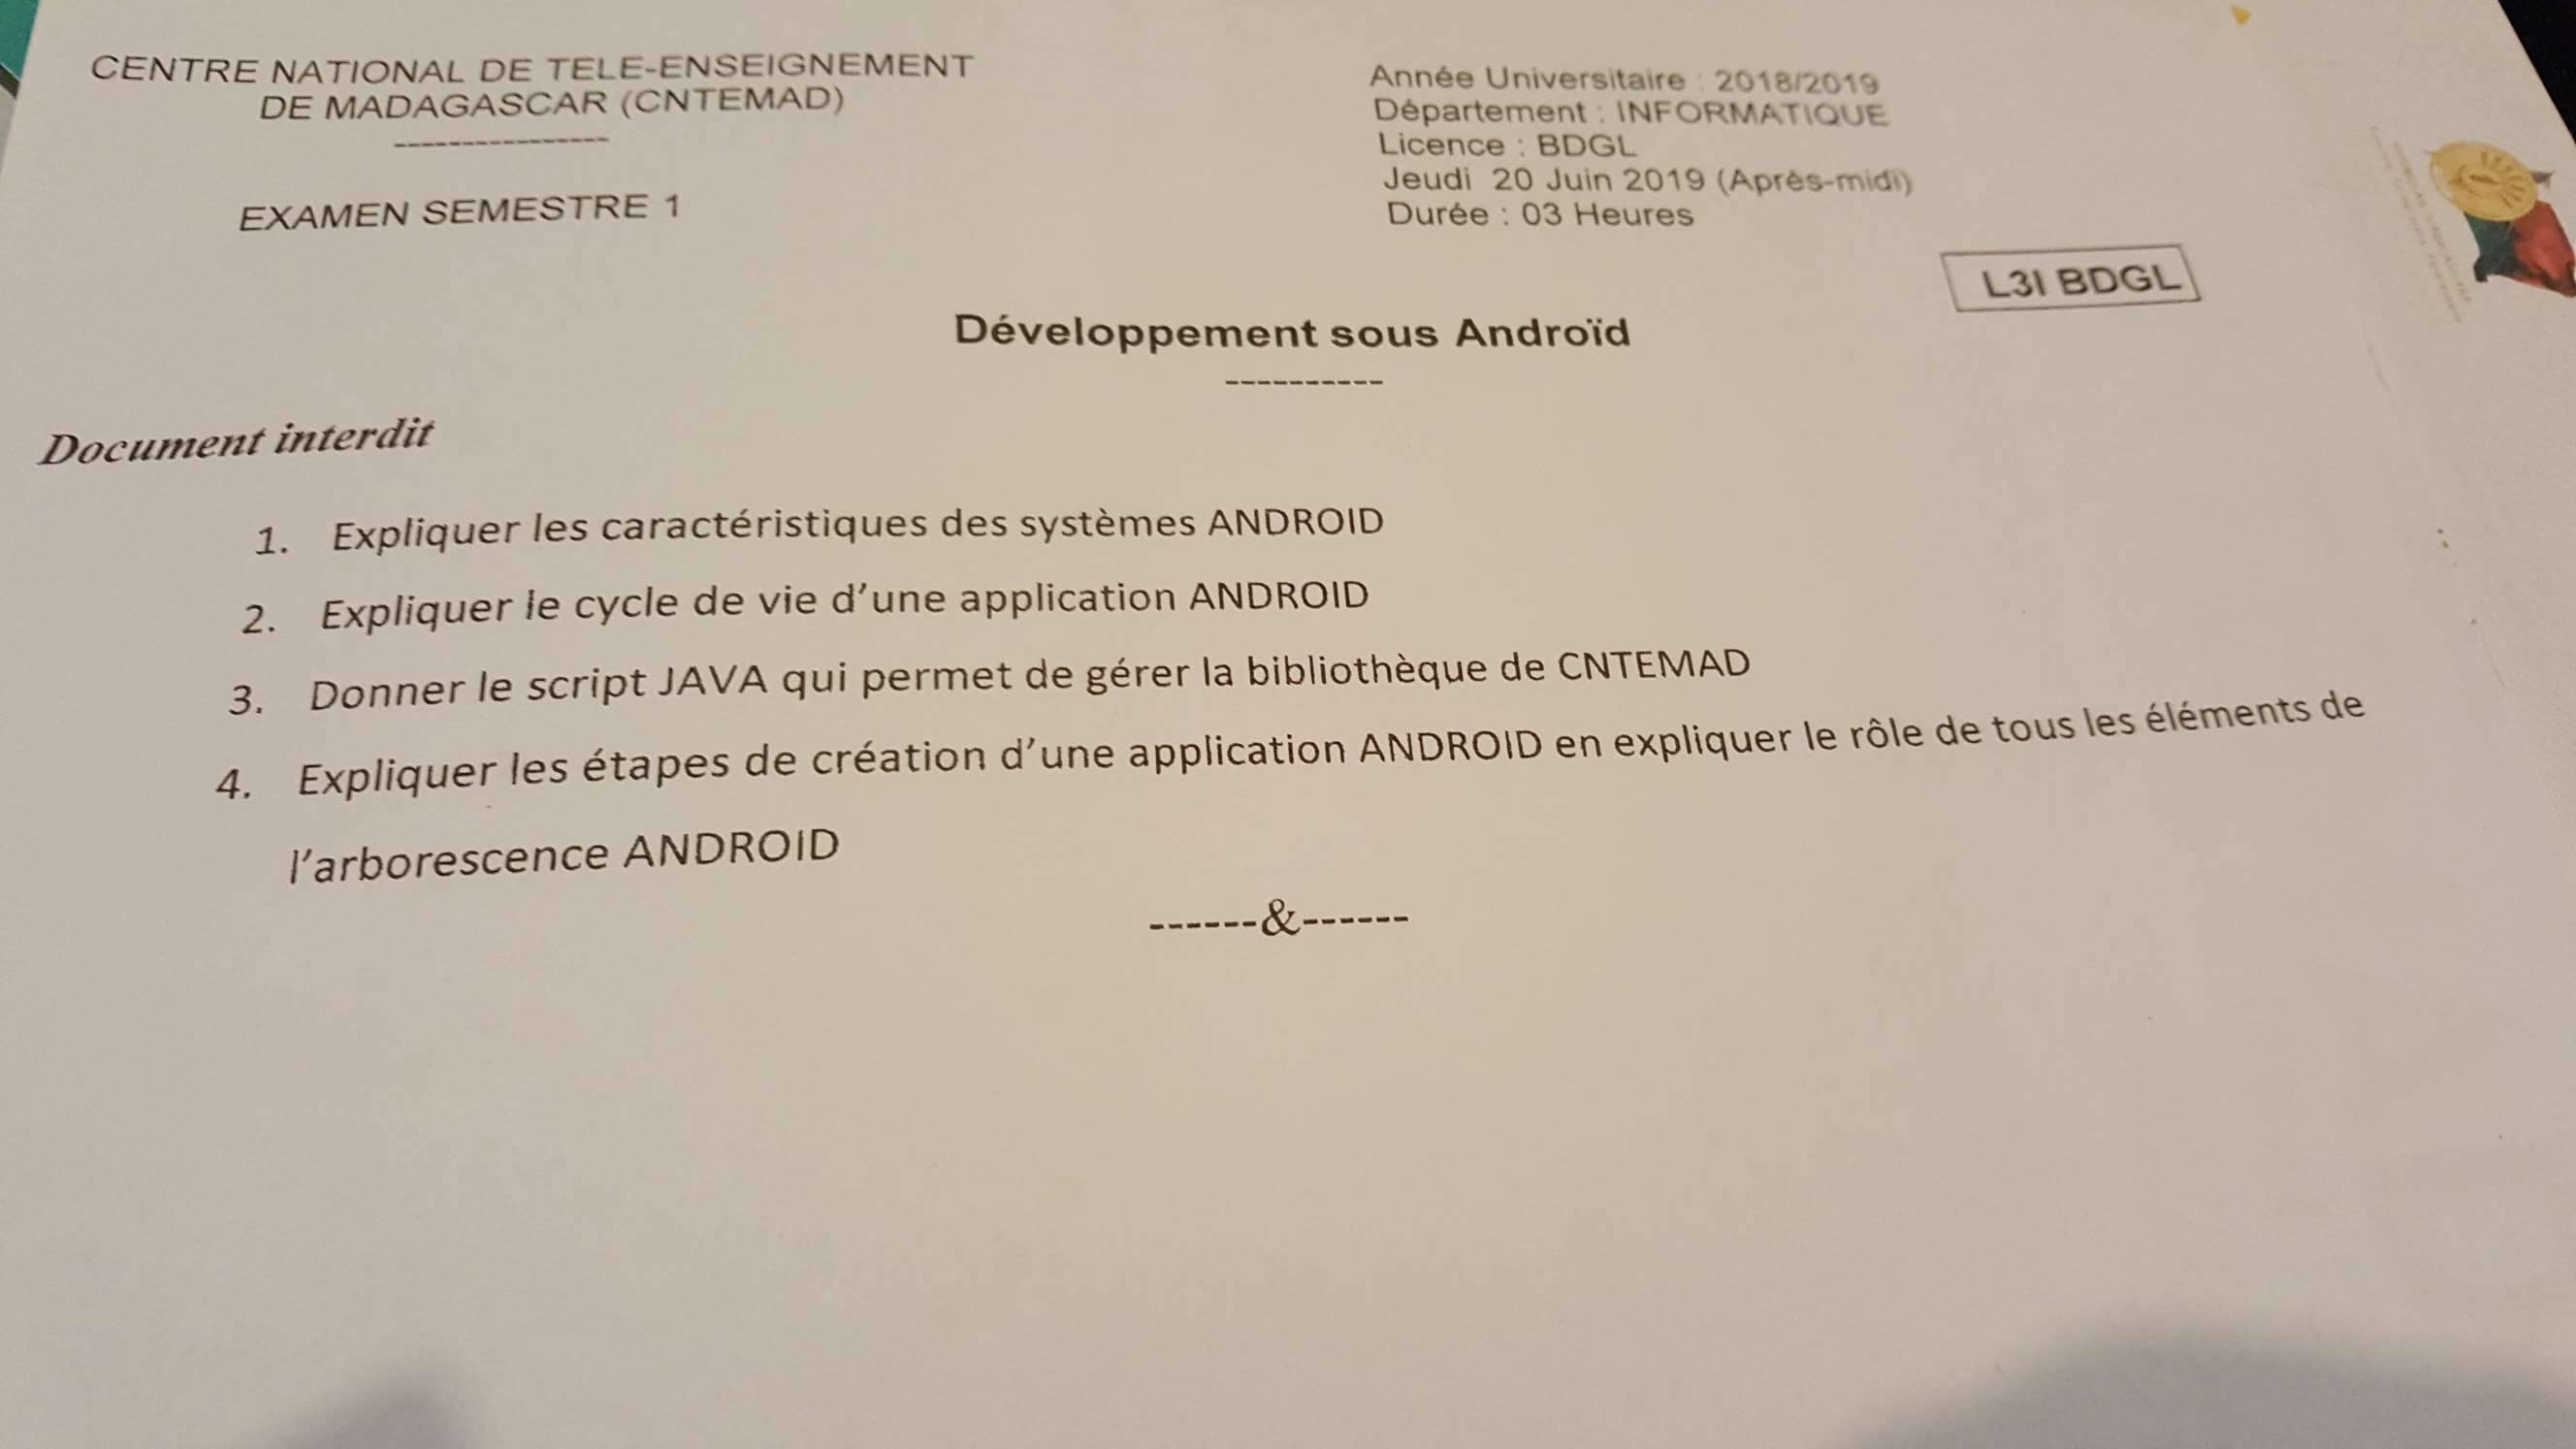 CENTRE NATIONAL DE TELE-ENSEIGNEMENT
DE MADAGASCAR (CNTEMAD)
----------------
EXAMEN SEMESTRE 1
Année Universitaire : 2018/2019
Département : INFORMATIQUE
Licence : BDGL
Jeudi 20 Juin 2019 (Après-midi)
Durée : 03 Heures
L3I BDGL
Développement sous Androïd
----------
Document interdit
1. Expliquer les caractéristiques des systèmes ANDROID
2. Expliquer le cycle de vie d'une application ANDROID
3. Donner le script JAVA qui permet de gérer la bibliothèque de CNTEMAD
4. Expliquer les étapes de création d'une application ANDROID en expliquer le rôle de tous les éléments de
l'arborescence ANDROID
------&------